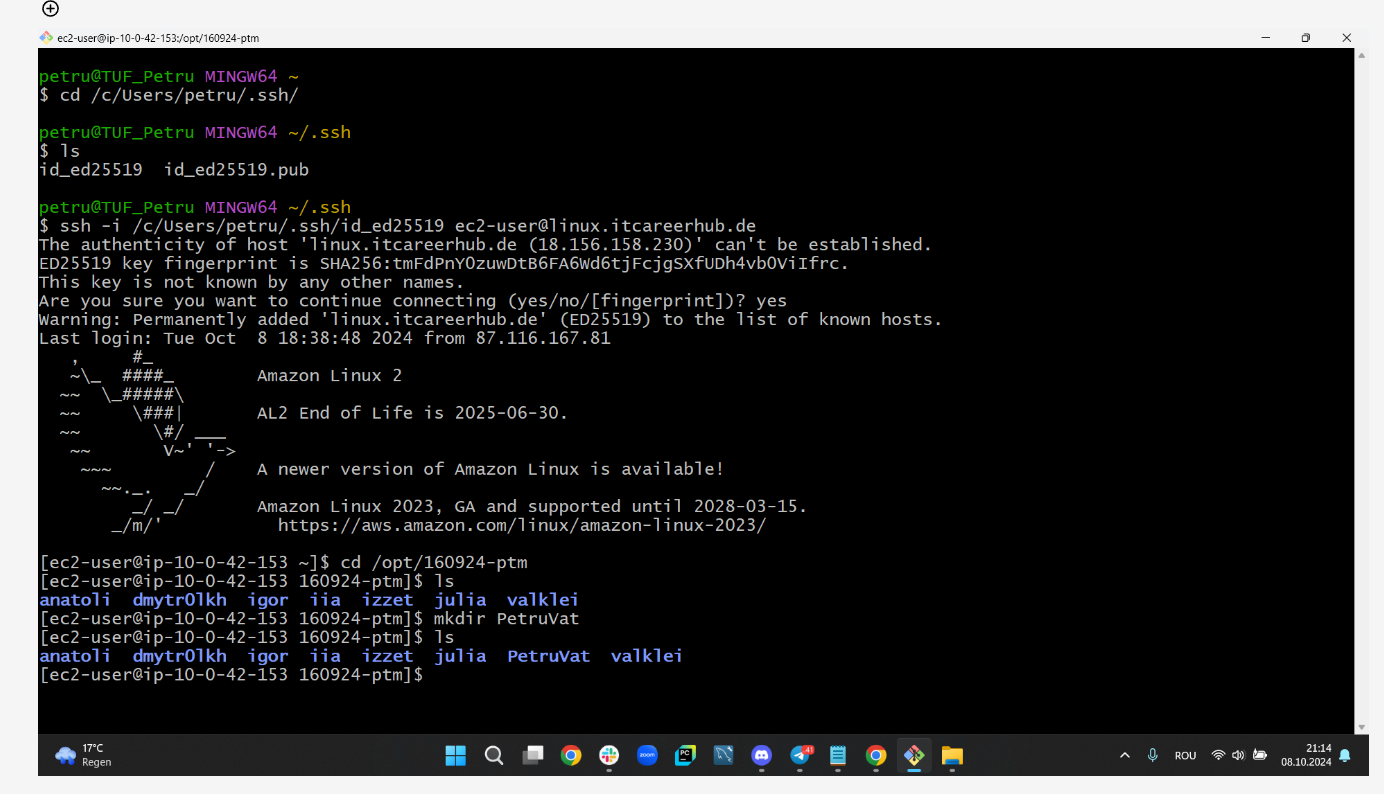 ec2-user@ip-10-0-42-153:/opt/160924-ptm
petru@TUF_Petru MINGW64 ~
$ cd /c/Users/petru/.ssh/
petru@TUF_Petru MINGW64 ~/.ssh
$ ls
id_ed25519  id_ed25519.pub
petru@TUF_Petru MINGW64 ~/.ssh
$ ssh -i /c/Users/petru/.ssh/id_ed25519 ec2-user@linux.itcareerhub.de
The authenticity of host 'linux.itcareerhub.de (18.156.158.230)' can't be established.
ED25519 key fingerprint is SHA256:tmFdPnY0zuwDtB6FA6Wd6tjFcjgSXfUDh4vbOViIfrc.
This key is not known by any other names.
Are you sure you want to continue connecting (yes/no/[fingerprint])? yes
Warning: Permanently added 'linux.itcareerhub.de' (ED25519) to the list of known hosts.
Last login: Tue Oct  8 18:38:48 2024 from 87.116.167.81
   ,     #_
   ~\_  ####_        Amazon Linux 2
  ~~  \_#####\
  ~~     \###|       AL2 End of Life is 2025-06-30.
  ~~       \#/ ___
   ~~       V~' '->
    ~~~         /    A newer version of Amazon Linux is available!
      ~~._.   _/
         _/ _/       Amazon Linux 2023, GA and supported until 2028-03-15.
       _/m/'           https://aws.amazon.com/linux/amazon-linux-2023/
[ec2-user@ip-10-0-42-153 ~]$ cd /opt/160924-ptm
[ec2-user@ip-10-0-42-153 160924-ptm]$ ls
anatoli  dmytr0lkh  igor  iia  izzet  julia  valklei
[ec2-user@ip-10-0-42-153 160924-ptm]$ mkdir PetruVat
[ec2-user@ip-10-0-42-153 160924-ptm]$ ls
anatoli  dmytr0lkh  igor  iia  izzet  julia  PetruVat  valklei
[ec2-user@ip-10-0-42-153 160924-ptm]$
17°C
Regen
zoom
PC
41
ROU
21:14
08.10.2024